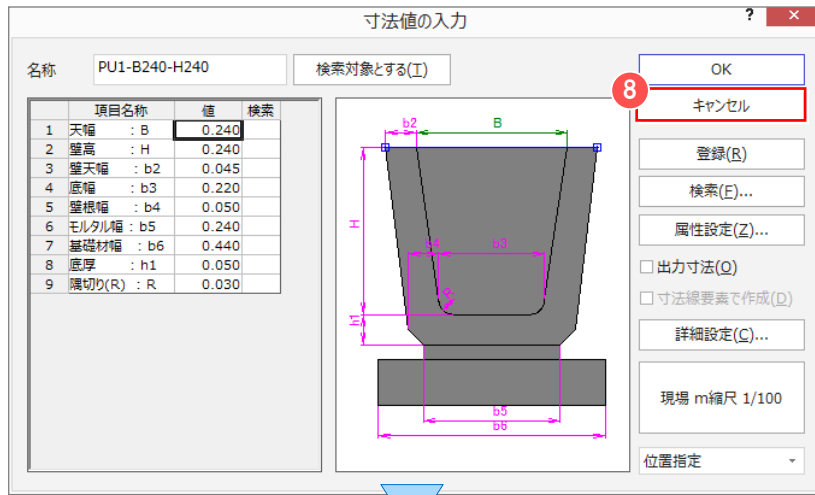 寸法値の入力
? ×
名称 PU1-B240-H240 検索対象とする(T) OK
8
キャンセル
項目名称 値 検索
1 天幅 : B 0.240
2 壁高 : H 0.240
3 壁天幅 : b2 0.045
4 底幅 : b3 0.220
5 壁根幅 : b4 0.050
6 モルタル幅 : b5 0.240
7 基礎材幅 : b6 0.440
8 底厚 : h1 0.050
9 隅切り(R) : R 0.030
b2 B
H
b4 b3
R
h1
b5
b6
登録(R)
検索(F)...
属性設定(Z)...
出力寸法(O)
寸法線要素で作成(D)
詳細設定(C)...
現場 m縮尺 1/100
位置指定